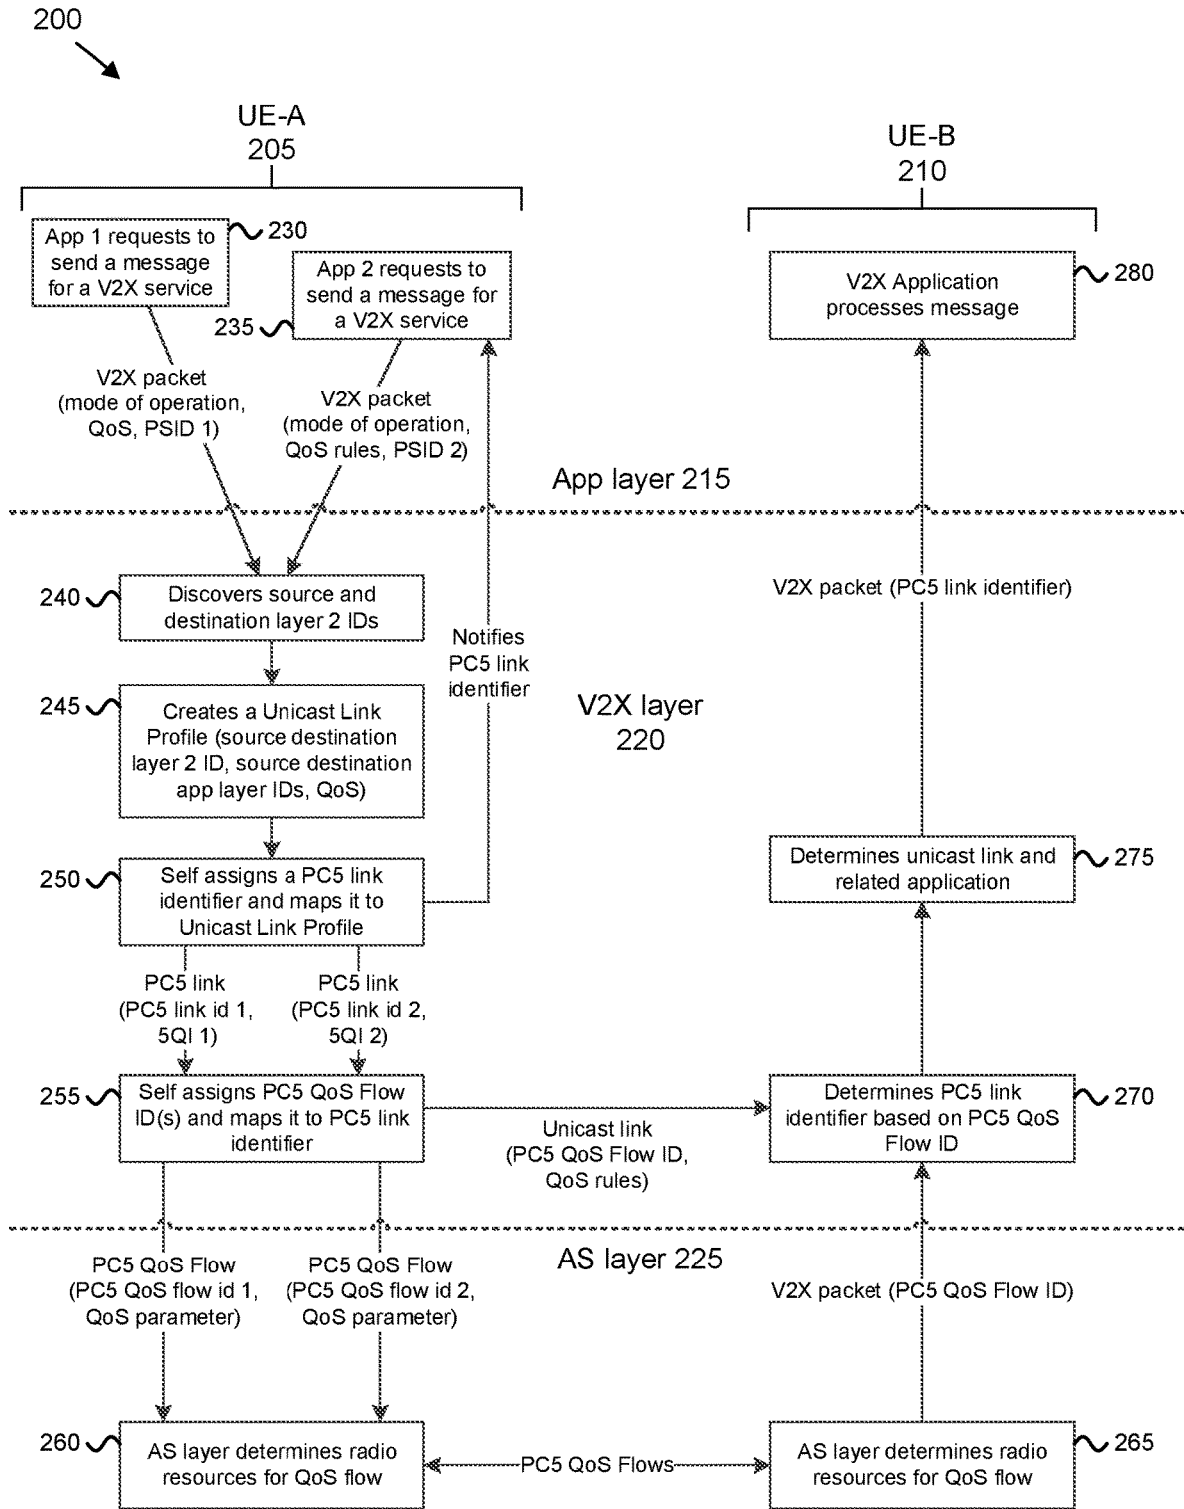 200
UE-A
205
UE-B
210
App 1 requests to
send a message
for a V2X service
230
App 2 requests to
send a message for
a V2X service
235
V2X Application
processes message
280
V2X packet
(mode of operation,
QoS, PSID 1)
V2X packet
(mode of operation,
QoS rules, PSID 2)
App layer 215
240
Discovers source and
destination layer 2 IDs
V2X packet (PC5 link identifier)
Notifies
PC5 link
identifier
245
Creates a Unicast Link
Profile (source destination
layer 2 ID, source destination
app layer IDs, QoS)
V2X layer
220
250
Self assigns a PC5 link
identifier and maps it to
Unicast Link Profile
Determines unicast link and
related application
275
PC5 link
(PC5 link id 1,
5QI 1)
PC5 link
(PC5 link id 2,
5QI 2)
255
Self assigns PC5 QoS Flow
ID(s) and maps it to PC5 link
identifier
Unicast link
(PC5 QoS Flow ID,
QoS rules)
Determines PC5 link
identifier based on PC5 QoS
Flow ID
270
AS layer 225
PC5 QoS Flow
(PC5 QoS flow id 1,
QoS parameter)
PC5 QoS Flow
(PC5 QoS flow id 2,
QoS parameter)
V2X packet (PC5 QoS Flow ID)
260
AS layer determines radio
resources for QoS flow
PC5 QoS Flows
AS layer determines radio
resources for QoS flow
265